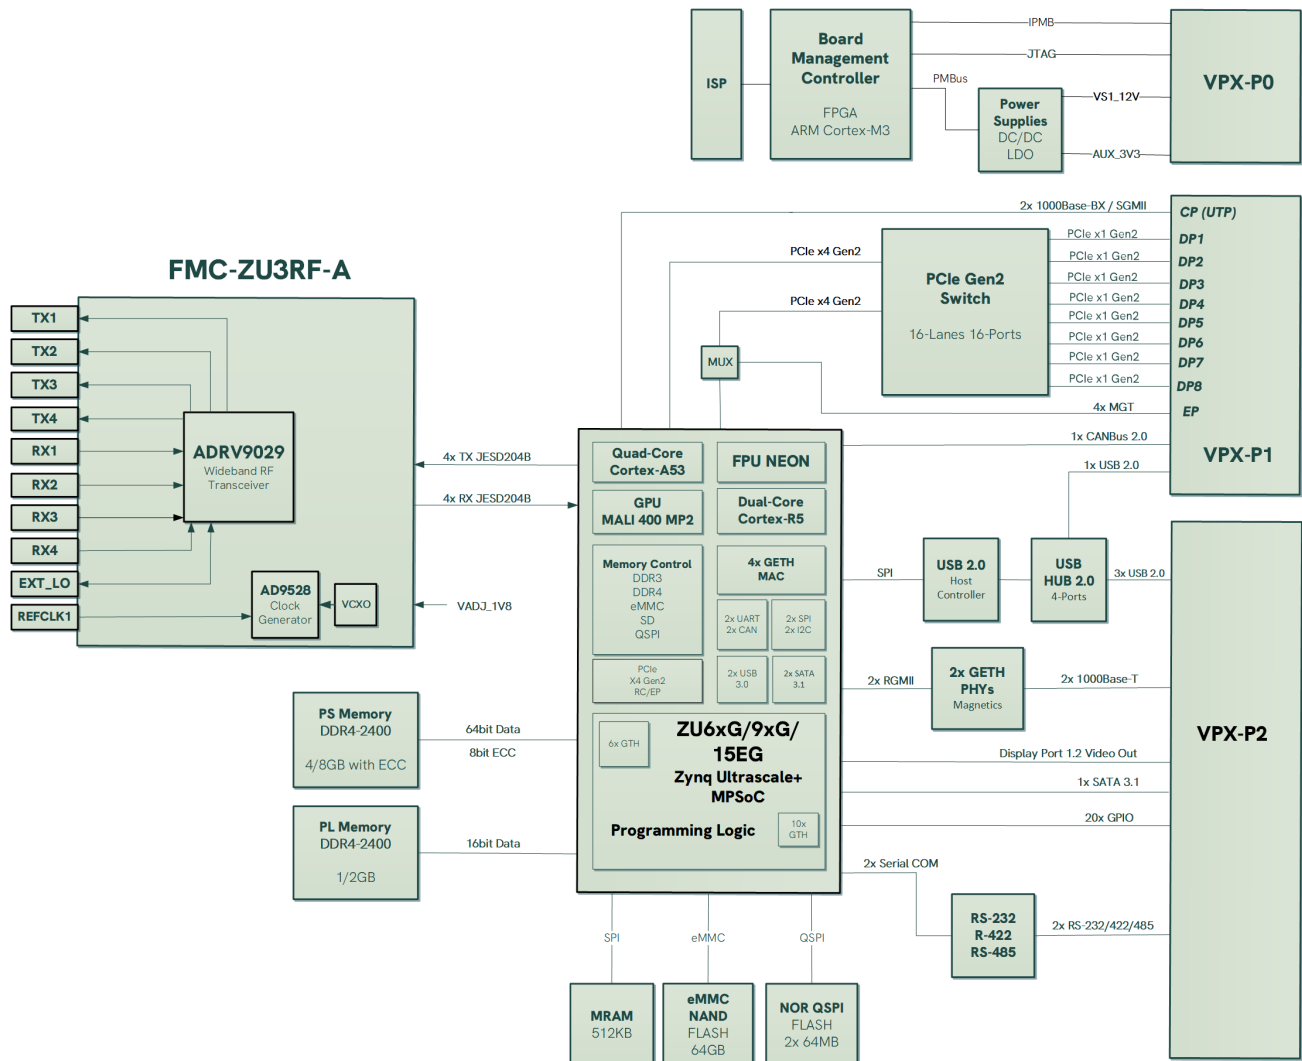 ISP
Board
Management
Controller
FPGA
ARM Cortex-M3
IPMB
JTAG
PMBus
Power
Supplies
DC/DC
LDO
VS1_12V
AUX_3V3
VPX-P0
2x 1000Base-BX / SGMII
PCIe x4 Gen2
PCIe x4 Gen2
MUX
PCIe Gen2
Switch
16-Lanes 16-Ports
PCIe x1 Gen2
PCIe x1 Gen2
PCIe x1 Gen2
PCIe x1 Gen2
PCIe x1 Gen2
PCIe x1 Gen2
PCIe x1 Gen2
PCIe x1 Gen2
4x MGT
1x CANBus 2.0
1x USB 2.0
CP (UTP)
DP1
DP2
DP3
DP4
DP5
DP6
DP7
DP8
EP
VPX-P1
FMC-ZU3RF-A
TX1
TX2
TX3
TX4
RX1
RX2
RX3
RX4
EXT_LO
REFCLK1
ADRV9029
Wideband RF
Transceiver
AD9528
Clock
Generator
VCXO
4x TX JESD204B
4x RX JESD204B
VADJ_1V8
Quad-Core
Cortex-A53
FPU NEON
GPU
MALI 400 MP2
Dual-Core
Cortex-R5
Memory Control
DDR3
DDR4
eMMC
SD
QSPI
4x GETH
MAC
2x UART
2x CAN
2x SPI
2x I2C
PCIe
X4 Gen2
RC/EP
2x USB
3.0
2x SATA
3.1
6x GTH
ZU6xG/9xG/
15EG
Zynq Ultrascale+
MPSoC
Programming Logic
10x
GTH
SPI
USB 2.0
Host
Controller
USB
HUB 2.0
4-Ports
3x USB 2.0
2x RGMII
2x GETH
PHYs
Magnetics
2x 1000Base-T
Display Port 1.2 Video Out
1x SATA 3.1
20x GPIO
2x Serial COM
RS-232
R-422
RS-485
2x RS-232/422/485
VPX-P2
PS Memory
DDR4-2400
4/8GB with ECC
64bit Data
8bit ECC
PL Memory
DDR4-2400
1/2GB
16bit Data
SPI
eMMC
QSPI
MRAM
512KB
eMMC
NAND
FLASH
64GB
NOR QSPI
FLASH
2x 64MB